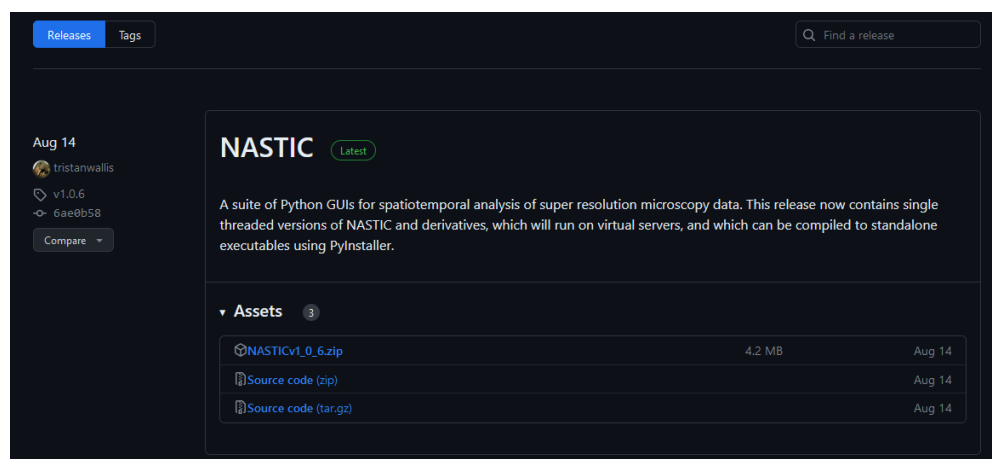 Releases
Tags
Find a release
Aug 14
tristanwallis
v1.0.6
6ae0b58
Compare
NASTIC
Latest
A suite of Python GUIs for spatiotemporal analysis of super resolution microscopy data. This release now contains single
threaded versions of NASTIC and derivatives, which will run on virtual servers, and which can be compiled to standalone
executables using PyInstaller.
Assets 3
NASTICv1_0_6.zip 4.2 MB Aug 14
Source code (zip) Aug 14
Source code (tar.gz) Aug 14